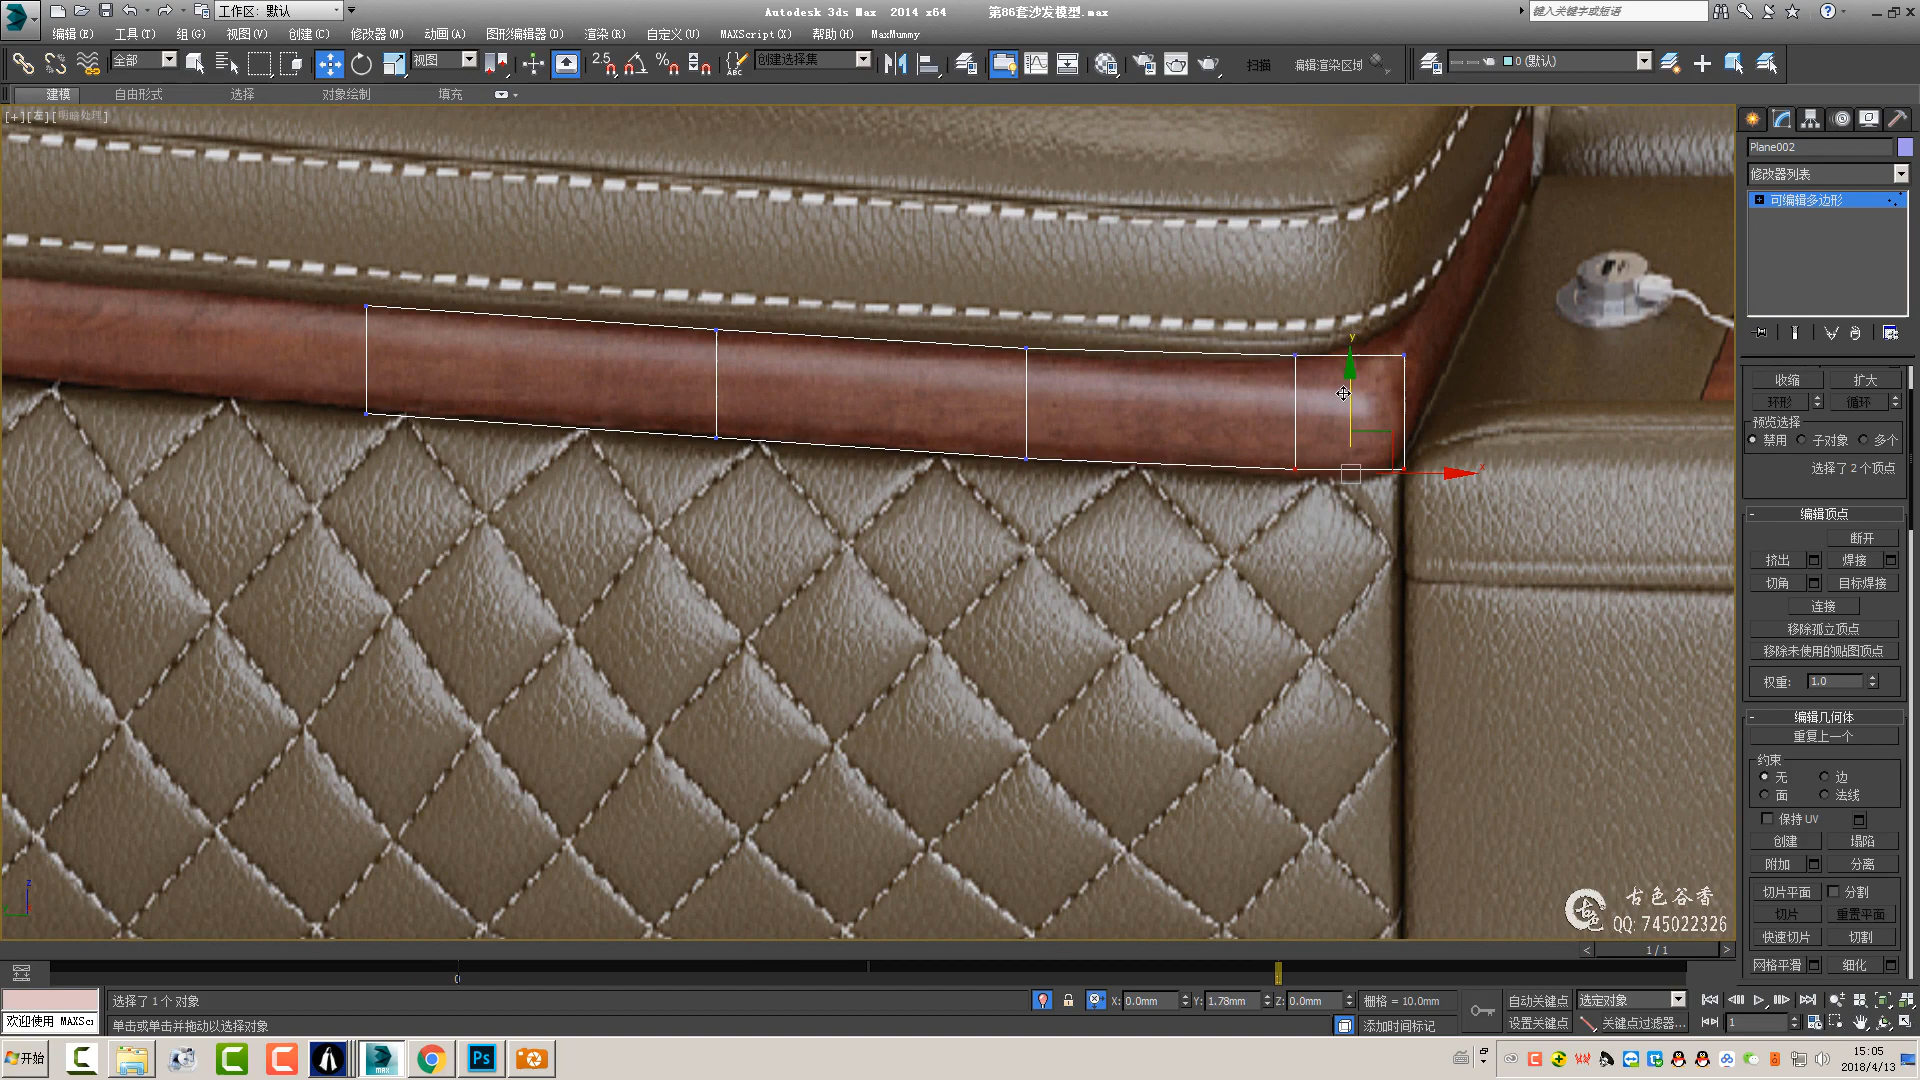 Autodesk 3ds Max 2014 x64 第86套沙发模型.max
工作区: 默认
键入关键字或短语
编辑(E) 工具(T) 组(G) 视图(V) 创建(C) 修改器(M) 动画(A) 图形编辑器(D) 渲染(R) 自定义(U) MAXScript(X) 帮助(H) MaxMummy
全部 视图 2.5 创建选择集 扫描 编辑渲染区域 0 (默认)
建模 自由形式 选择 对象绘制 填充
[+][左][明暗处理]
Plane002
修改器列表
可编辑多边形
收缩 扩大
环形 循环
预览选择
禁用 子对象 多个
选择了 2 个顶点
编辑顶点
断开
挤出 焊接
切角 目标焊接
连接
移除孤立顶点
移除未使用的贴图顶点
权重: 1.0
编辑几何体
重复上一个
约束
无 边
面 法线
保持 UV
创建 塌陷
附加 分离
切片平面 分割
切片 重置平面
快速切片 切割
网格平滑 细化
y
x
z
古色谷香
QQ: 745022326
1 / 1
0
选择了 1 个 对象
X: 0.0mm Y: 1.78mm Z: 0.0mm 栅格 = 10.0mm
自动关键点 选定对象
欢迎使用 MAXSc
单击或单击并拖动以选择对象
添加时间标记
设置关键点 关键点过滤器...
1
开始
MAX
Ps
15:05
2018/4/13